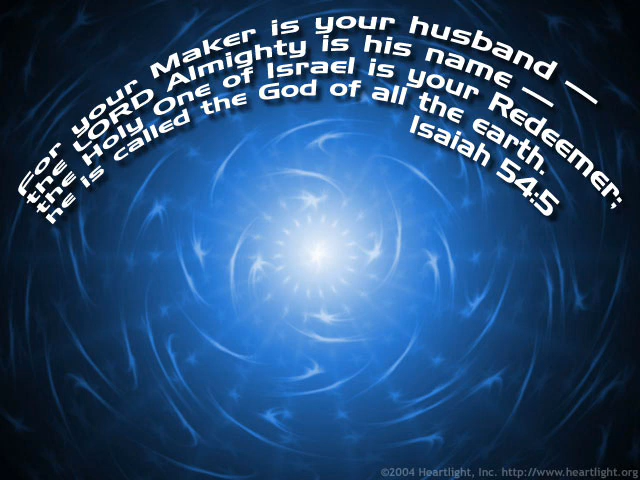 For your Maker is your husband —
the LORD Almighty is his name —
the Holy One of Israel is your Redeemer;
he is called the God of all the earth.
Isaiah 54:5
©2004 Heartlight, Inc. http://www.heartlight.org